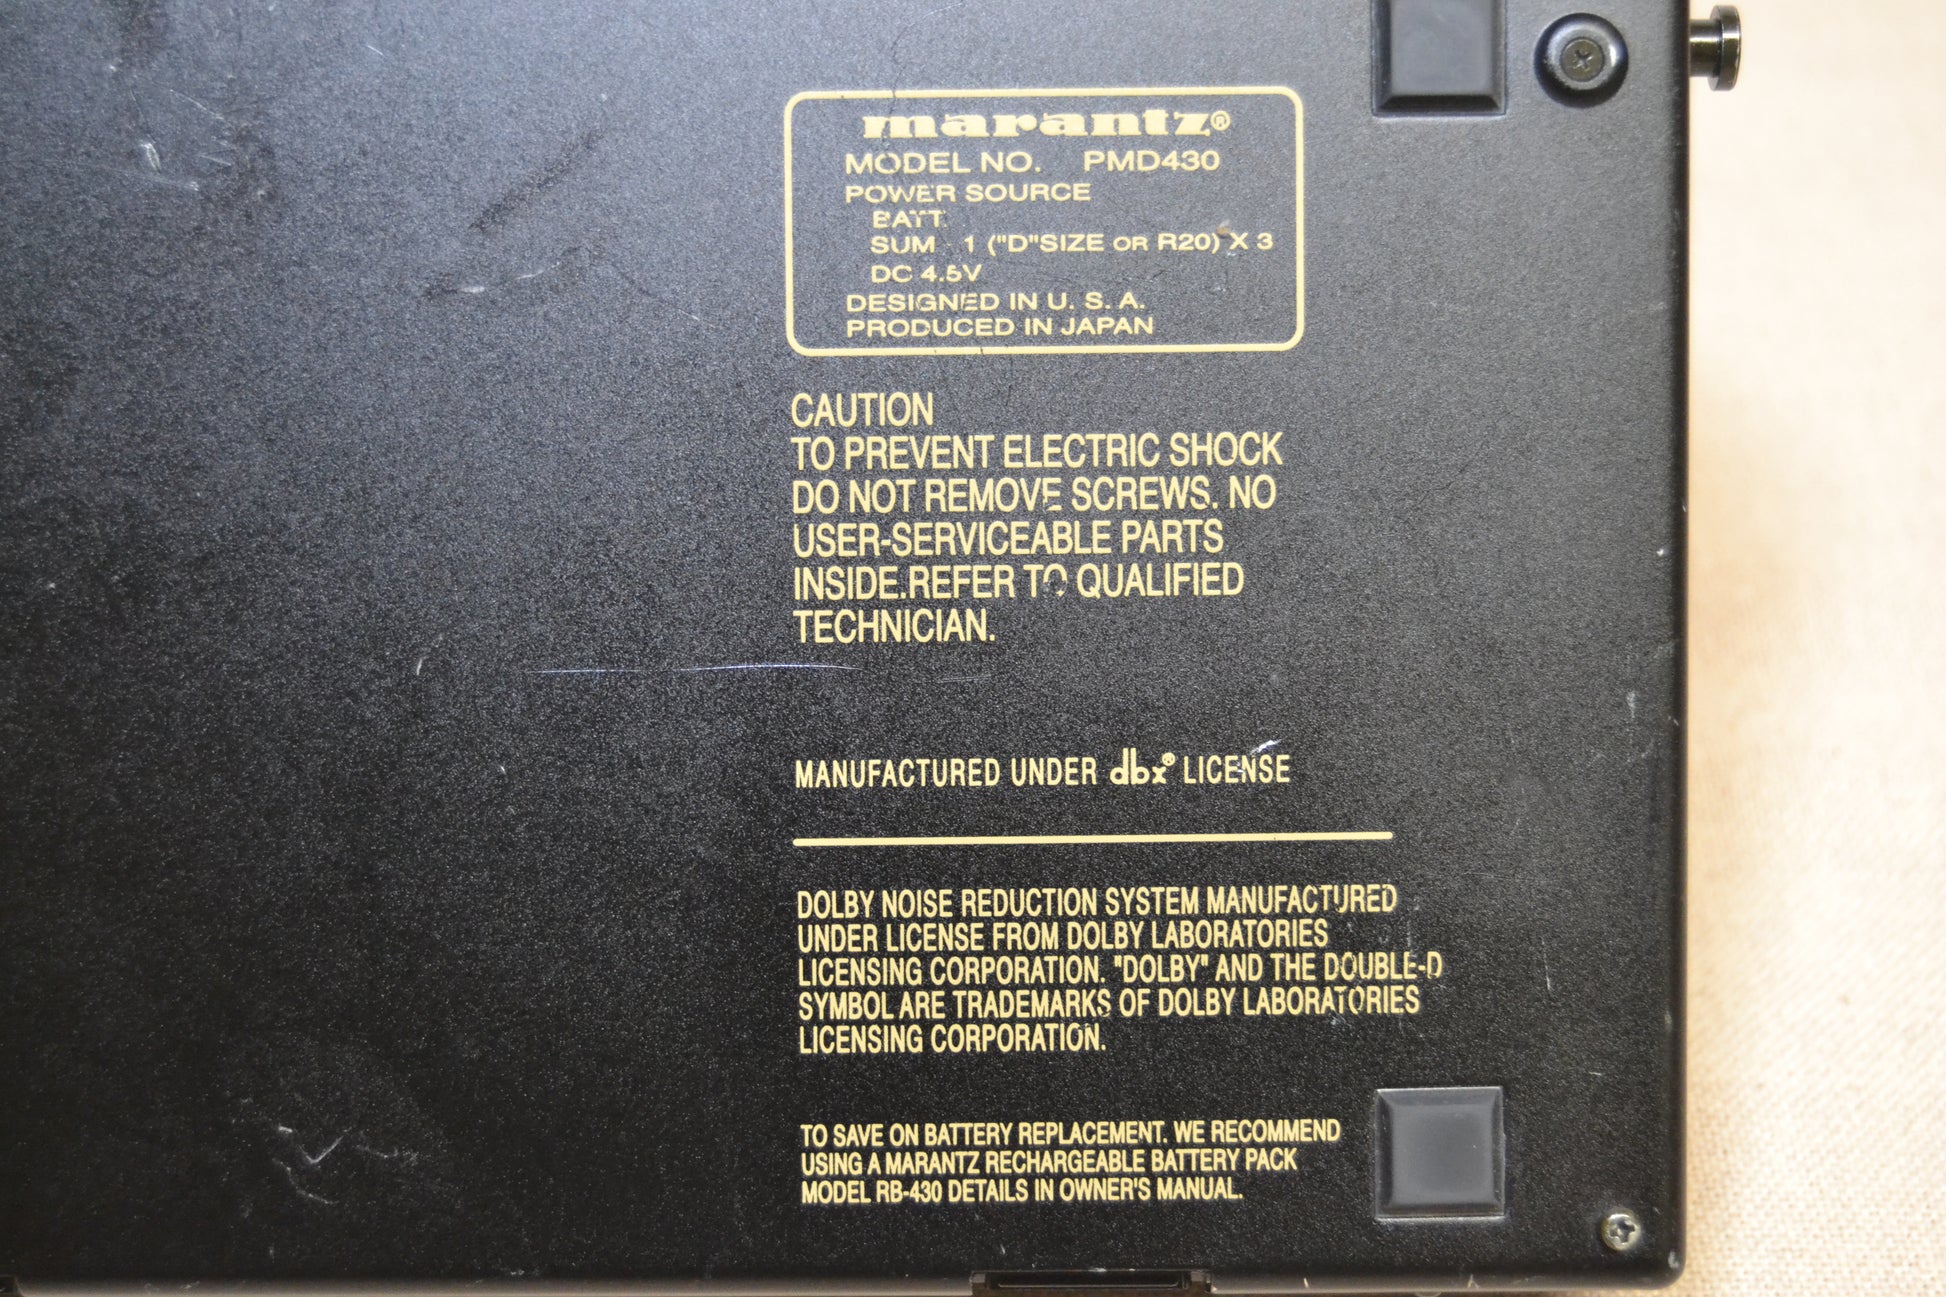 marantz®
MODEL NO. PMD430
POWER SOURCE
BATT.
SUM - 1 ("D"SIZE OR R20) X 3
DC 4.5V
DESIGNED IN U. S. A.
PRODUCED IN JAPAN
CAUTION
TO PREVENT ELECTRIC SHOCK
DO NOT REMOVE SCREWS. NO
USER-SERVICEABLE PARTS
INSIDE.REFER TO QUALIFIED
TECHNICIAN.
MANUFACTURED UNDER dbx® LICENSE
DOLBY NOISE REDUCTION SYSTEM MANUFACTURED
UNDER LICENSE FROM DOLBY LABORATORIES
LICENSING CORPORATION. "DOLBY" AND THE DOUBLE-D
SYMBOL ARE TRADEMARKS OF DOLBY LABORATORIES
LICENSING CORPORATION.
TO SAVE ON BATTERY REPLACEMENT. WE RECOMMEND
USING A MARANTZ RECHARGEABLE BATTERY PACK
MODEL RB-430 DETAILS IN OWNER'S MANUAL.